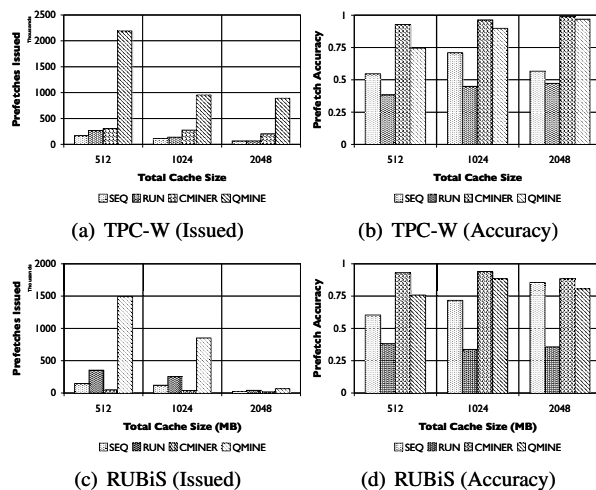 Prefetches Issued
Thousands
2500
2000
1500
1000
500
0
512 1024 2048
Total Cache Size
SEQ RUN CMINER QMINE
(a) TPC-W (Issued)
Prefetch Accuracy
1
0.75
0.5
0.25
0
512 1024 2048
Total Cache Size
SEQ RUN CMINER QMINE
(b) TPC-W (Accuracy)
Prefetches Issued
Thousands
2000
1500
1000
500
0
512 1024 2048
Total Cache Size (MB)
SEQ RUN CMINER QMINE
(c) RUBiS (Issued)
Prefetch Accuracy
1
0.75
0.5
0.25
0
512 1024 2048
Total Cache Size (MB)
SEQ RUN CMINER QMINE
(d) RUBiS (Accuracy)